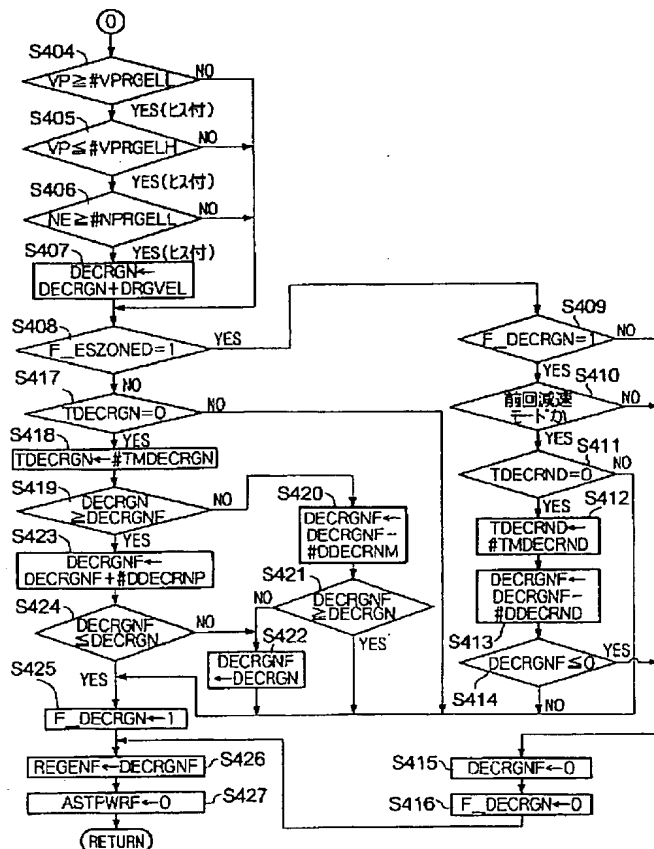 0
S404
VP≧#VPRGELL
NO
YES(ヒス付)
S405
VP≦#VPRGELH
NO
YES(ヒス付)
S406
NE≧#NPRGELL
NO
YES(ヒス付)
S407
DECRGN←
DECRGN+DRGVEL
S408
F_ESZONED=1
YES
NO
S417
TDECRGN=0
NO
YES
S418
TDECRGN←#TMDECRGN
S419
DECRGN
≧DECRGNF
NO
YES
S423
DECRGNF←
DECRGNF+#DDECRNP
S424
DECRGNF
≦DECRGN
NO
YES
S425
F_DECRGN←1
S426
REGENF←DECRGNF
S427
ASTPWRF←0
RETURN
S420
DECRGNF←
DECRGNF-
#DDECRNM
S421
DECRGNF
≧DECRGN
NO
YES
S422
DECRGNF
←DECRGN
S409
F_DECRGN=1
NO
YES
S410
前回減速
モードか
NO
YES
S411
TDECRND=0
NO
YES
S412
TDECRND←
#TMDECRND
DECRGNF←
DECRGNF-
#DDECRND
S413
DECRGNF≦0
YES
S414
NO
S415
DECRGNF←0
S416
F_DECRGN←0